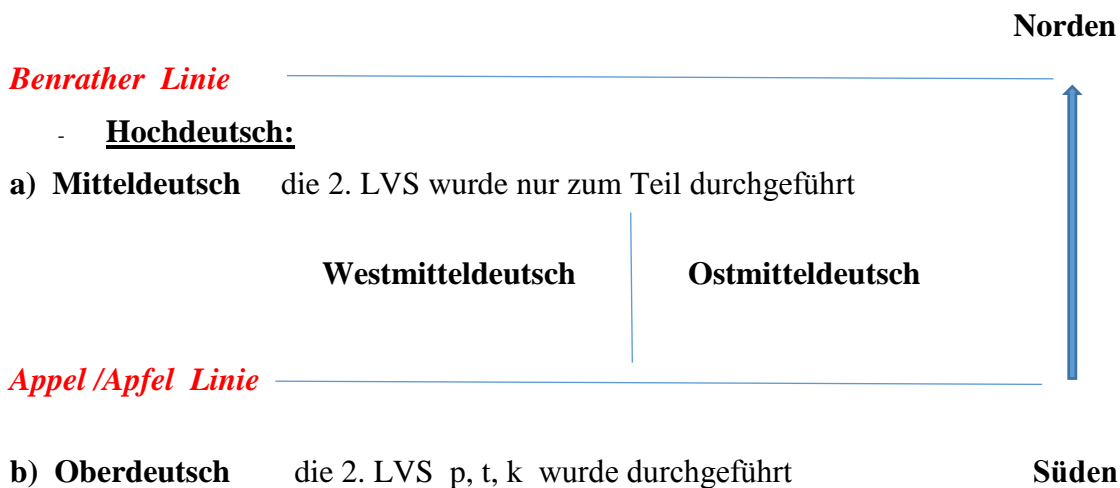 Norden
Benrather Linie
- Hochdeutsch:
a) Mitteldeutsch die 2. LVS wurde nur zum Teil durchgeführt
Westmitteldeutsch Ostmitteldeutsch
Appel /Apfel Linie
b) Oberdeutsch die 2. LVS p, t, k wurde durchgeführt Süden